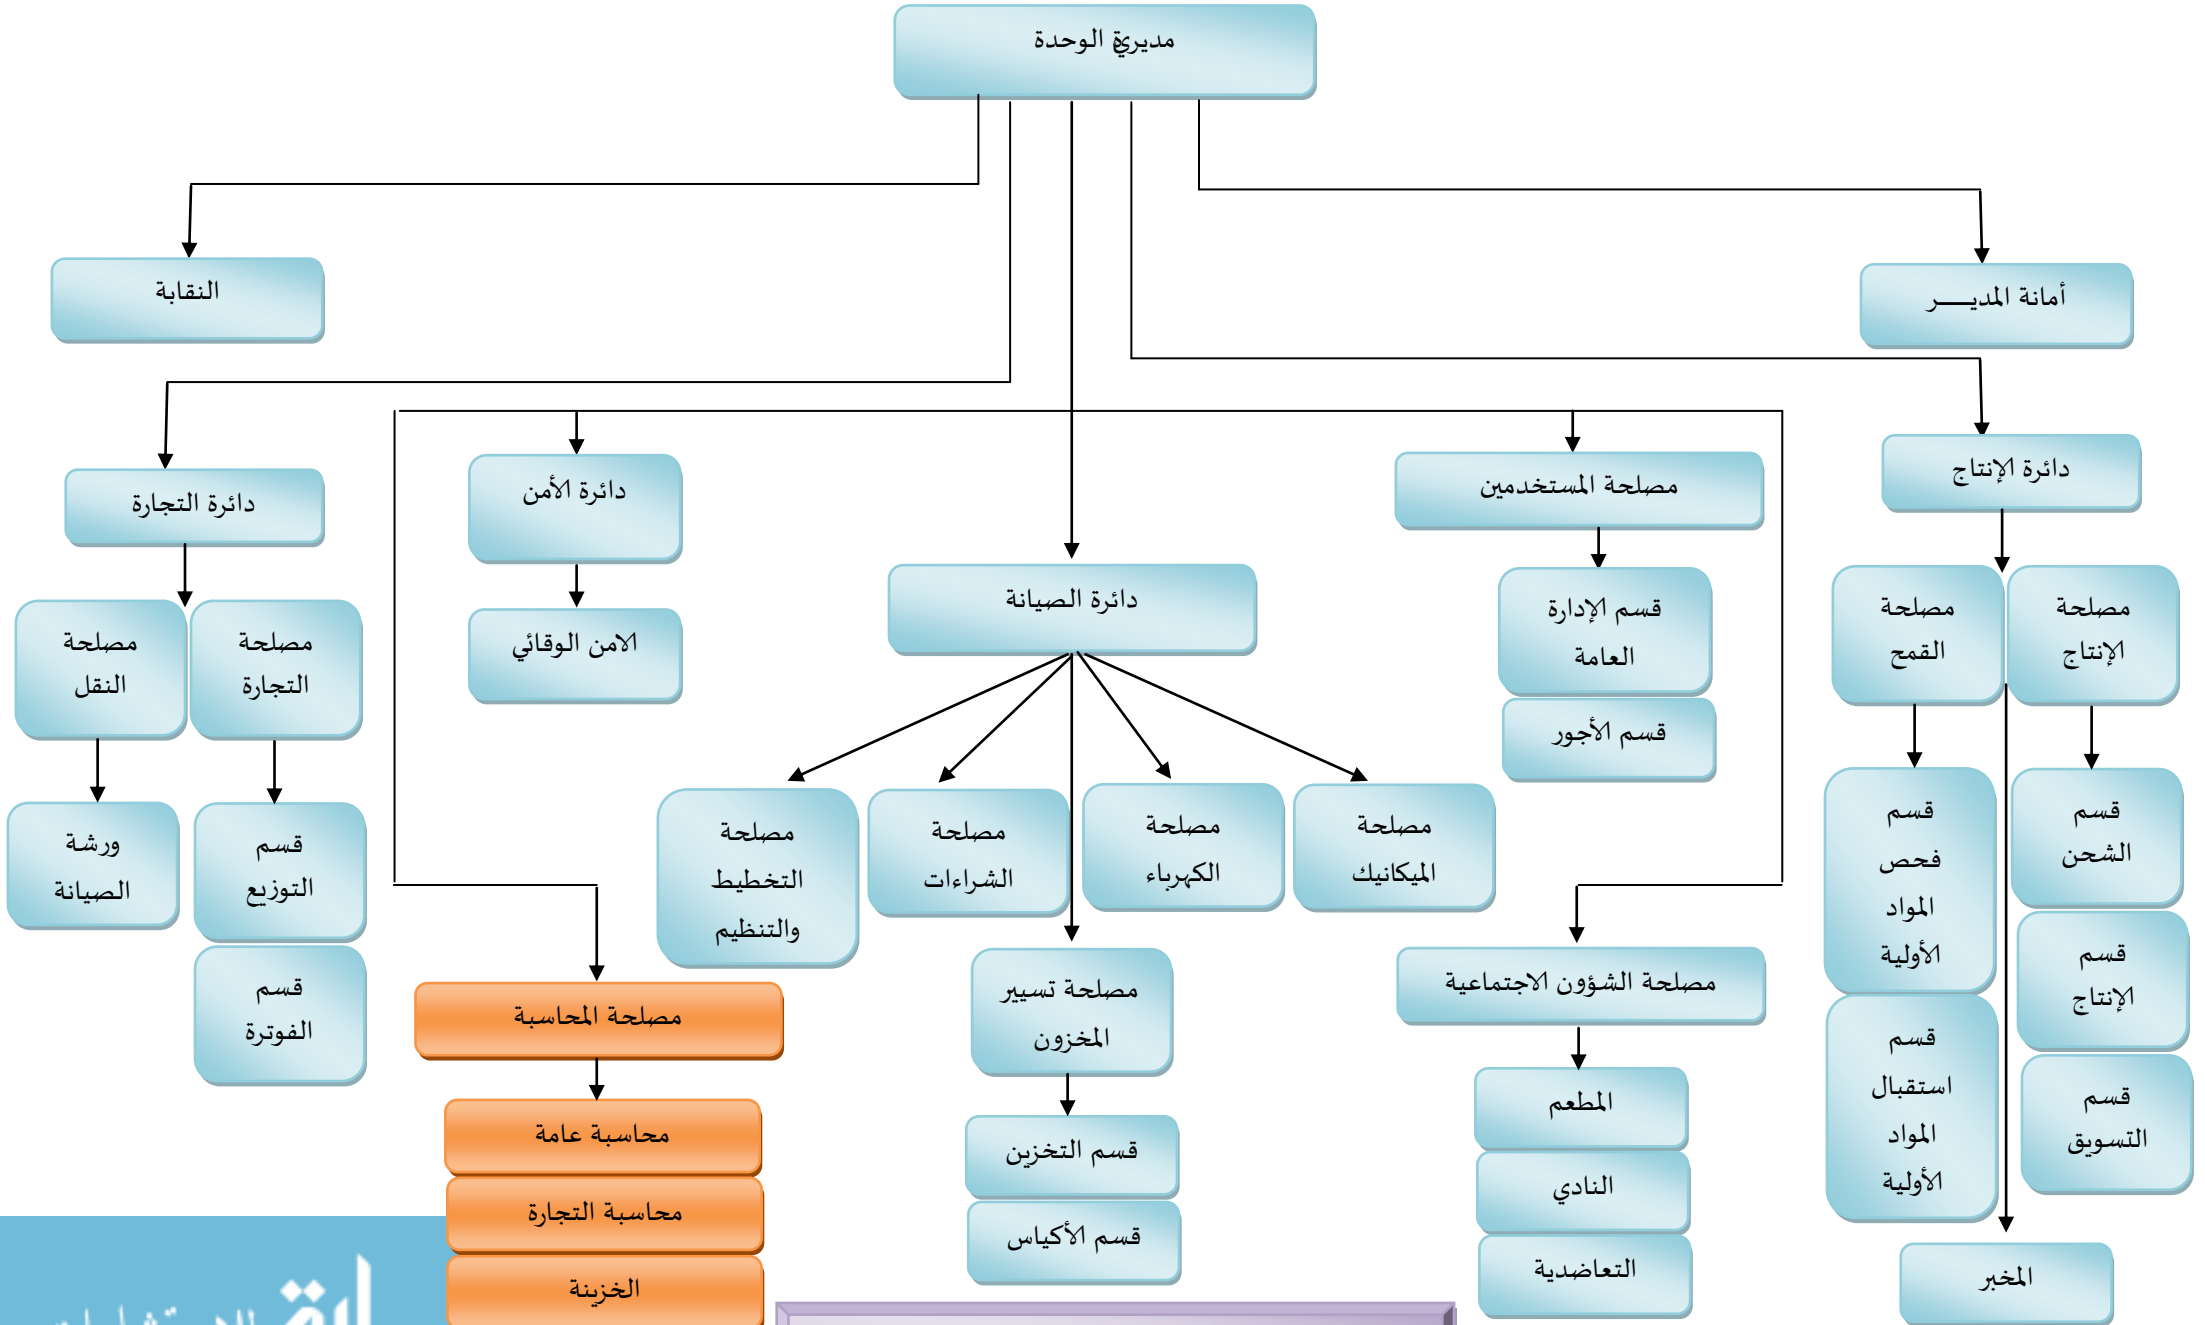 مديرية الوحدة
أمانة المديـــــر
النقابة
دائرة الإنتاج
مصلحة المستخدمين
دائرة الأمن
دائرة التجارة
مصلحة
الإنتاج
مصلحة
القمح
قسم الإدارة
العامة
قسم الأجور
دائرة الصيانة
الامن الوقائي
مصلحة
التجارة
مصلحة
النقل
قسم
الشحن
قسم
الإنتاج
قسم
التسويق
قسم
فحص
المواد
الأولية
قسم
استقبال
المواد
الأولية
المخبر
مصلحة
الميكانيك
مصلحة
الكهرباء
مصلحة
الشراءات
مصلحة
التخطيط
والتنظيم
قسم
التوزيع
قسم
الفوترة
ورشة
الصيانة
مصلحة الشؤون الاجتماعية
المطعم
النادي
التعاضدية
مصلحة تسيير
المخزون
قسم التخزين
قسم الأكياس
مصلحة المحاسبة
محاسبة عامة
محاسبة التجارة
الخزينة